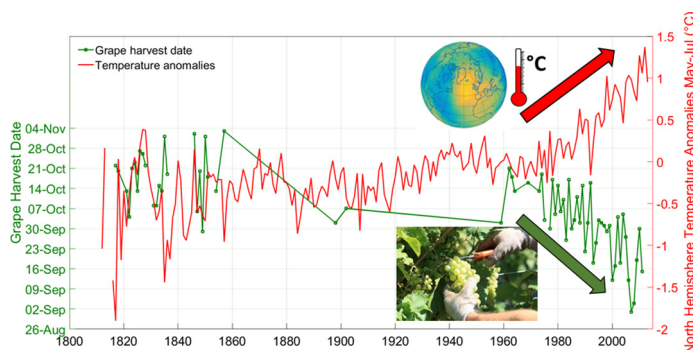 Grape harvest date
Temperature anomalies
°C
Grape Harvest Date
04-Nov
28-Oct
21-Oct
14-Oct
07-Oct
30-Sep
23-Sep
16-Sep
09-Sep
02-Sep
26-Aug
1800
1820
1840
1860
1880
1900
1920
1940
1960
1980
2000
1.5
1
0.5
0
-0.5
-1
-1.5
-2
North Hemisphere Temperature Anomalies May-Jul (°C)